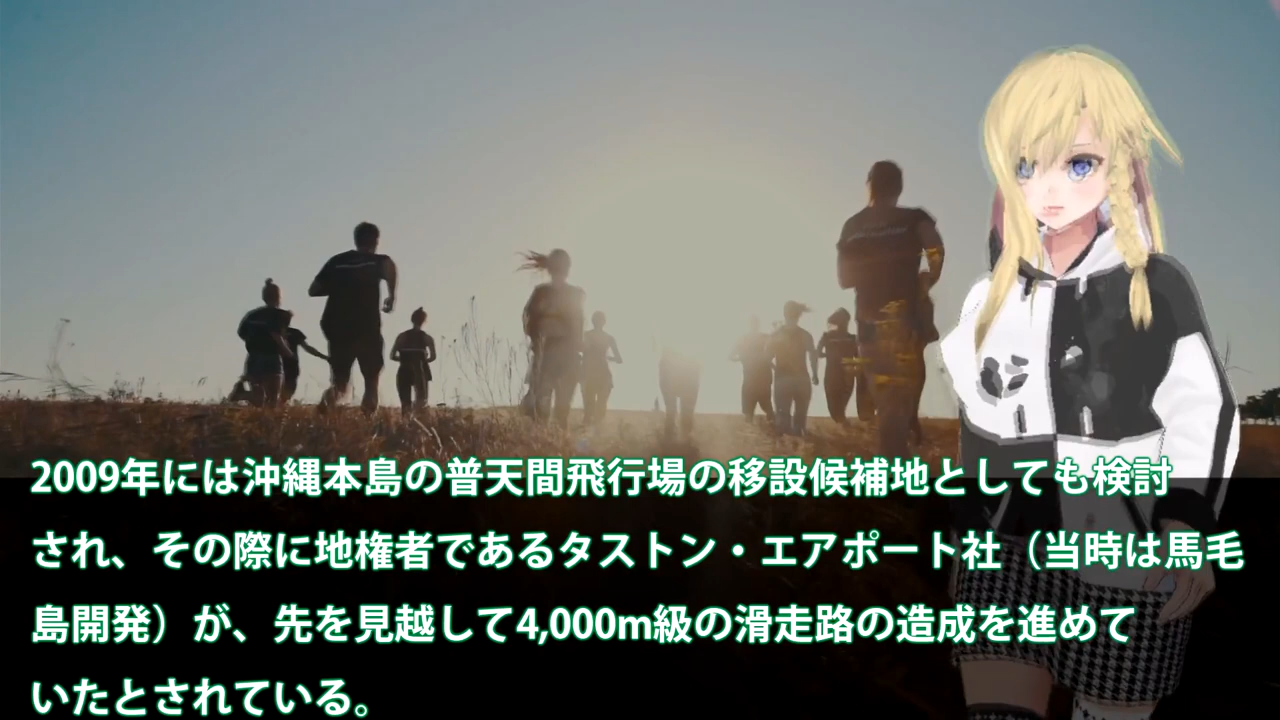 2009年には沖縄本島の普天間飛行場の移設候補地としても検討
され、その際に地権者であるタストン・エアポート社（当時は馬毛
島開発）が、先を見越して4,000m級の滑走路の造成を進めて
いたとされている。